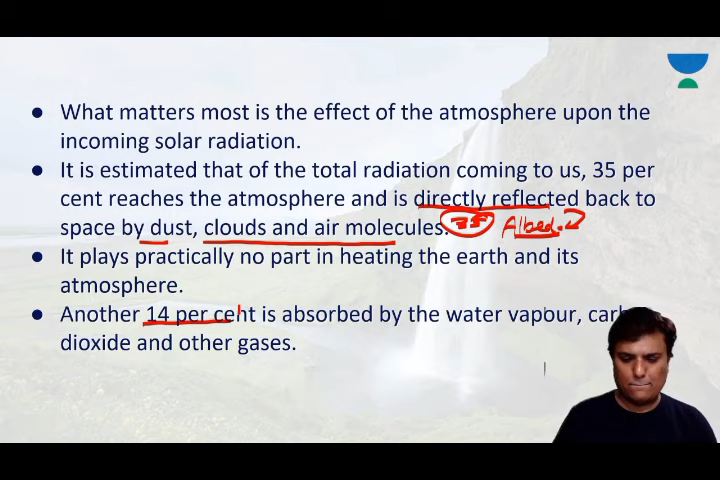 ● What matters most is the effect of the atmosphere upon the
incoming solar radiation.
● It is estimated that of the total radiation coming to us, 35 per
cent reaches the atmosphere and is directly reflected back to
space by dust, clouds and air molecules. 35 Albedo
● It plays practically no part in heating the earth and its
atmosphere.
● Another 14 per cent is absorbed by the water vapour,
dioxide and other gases.